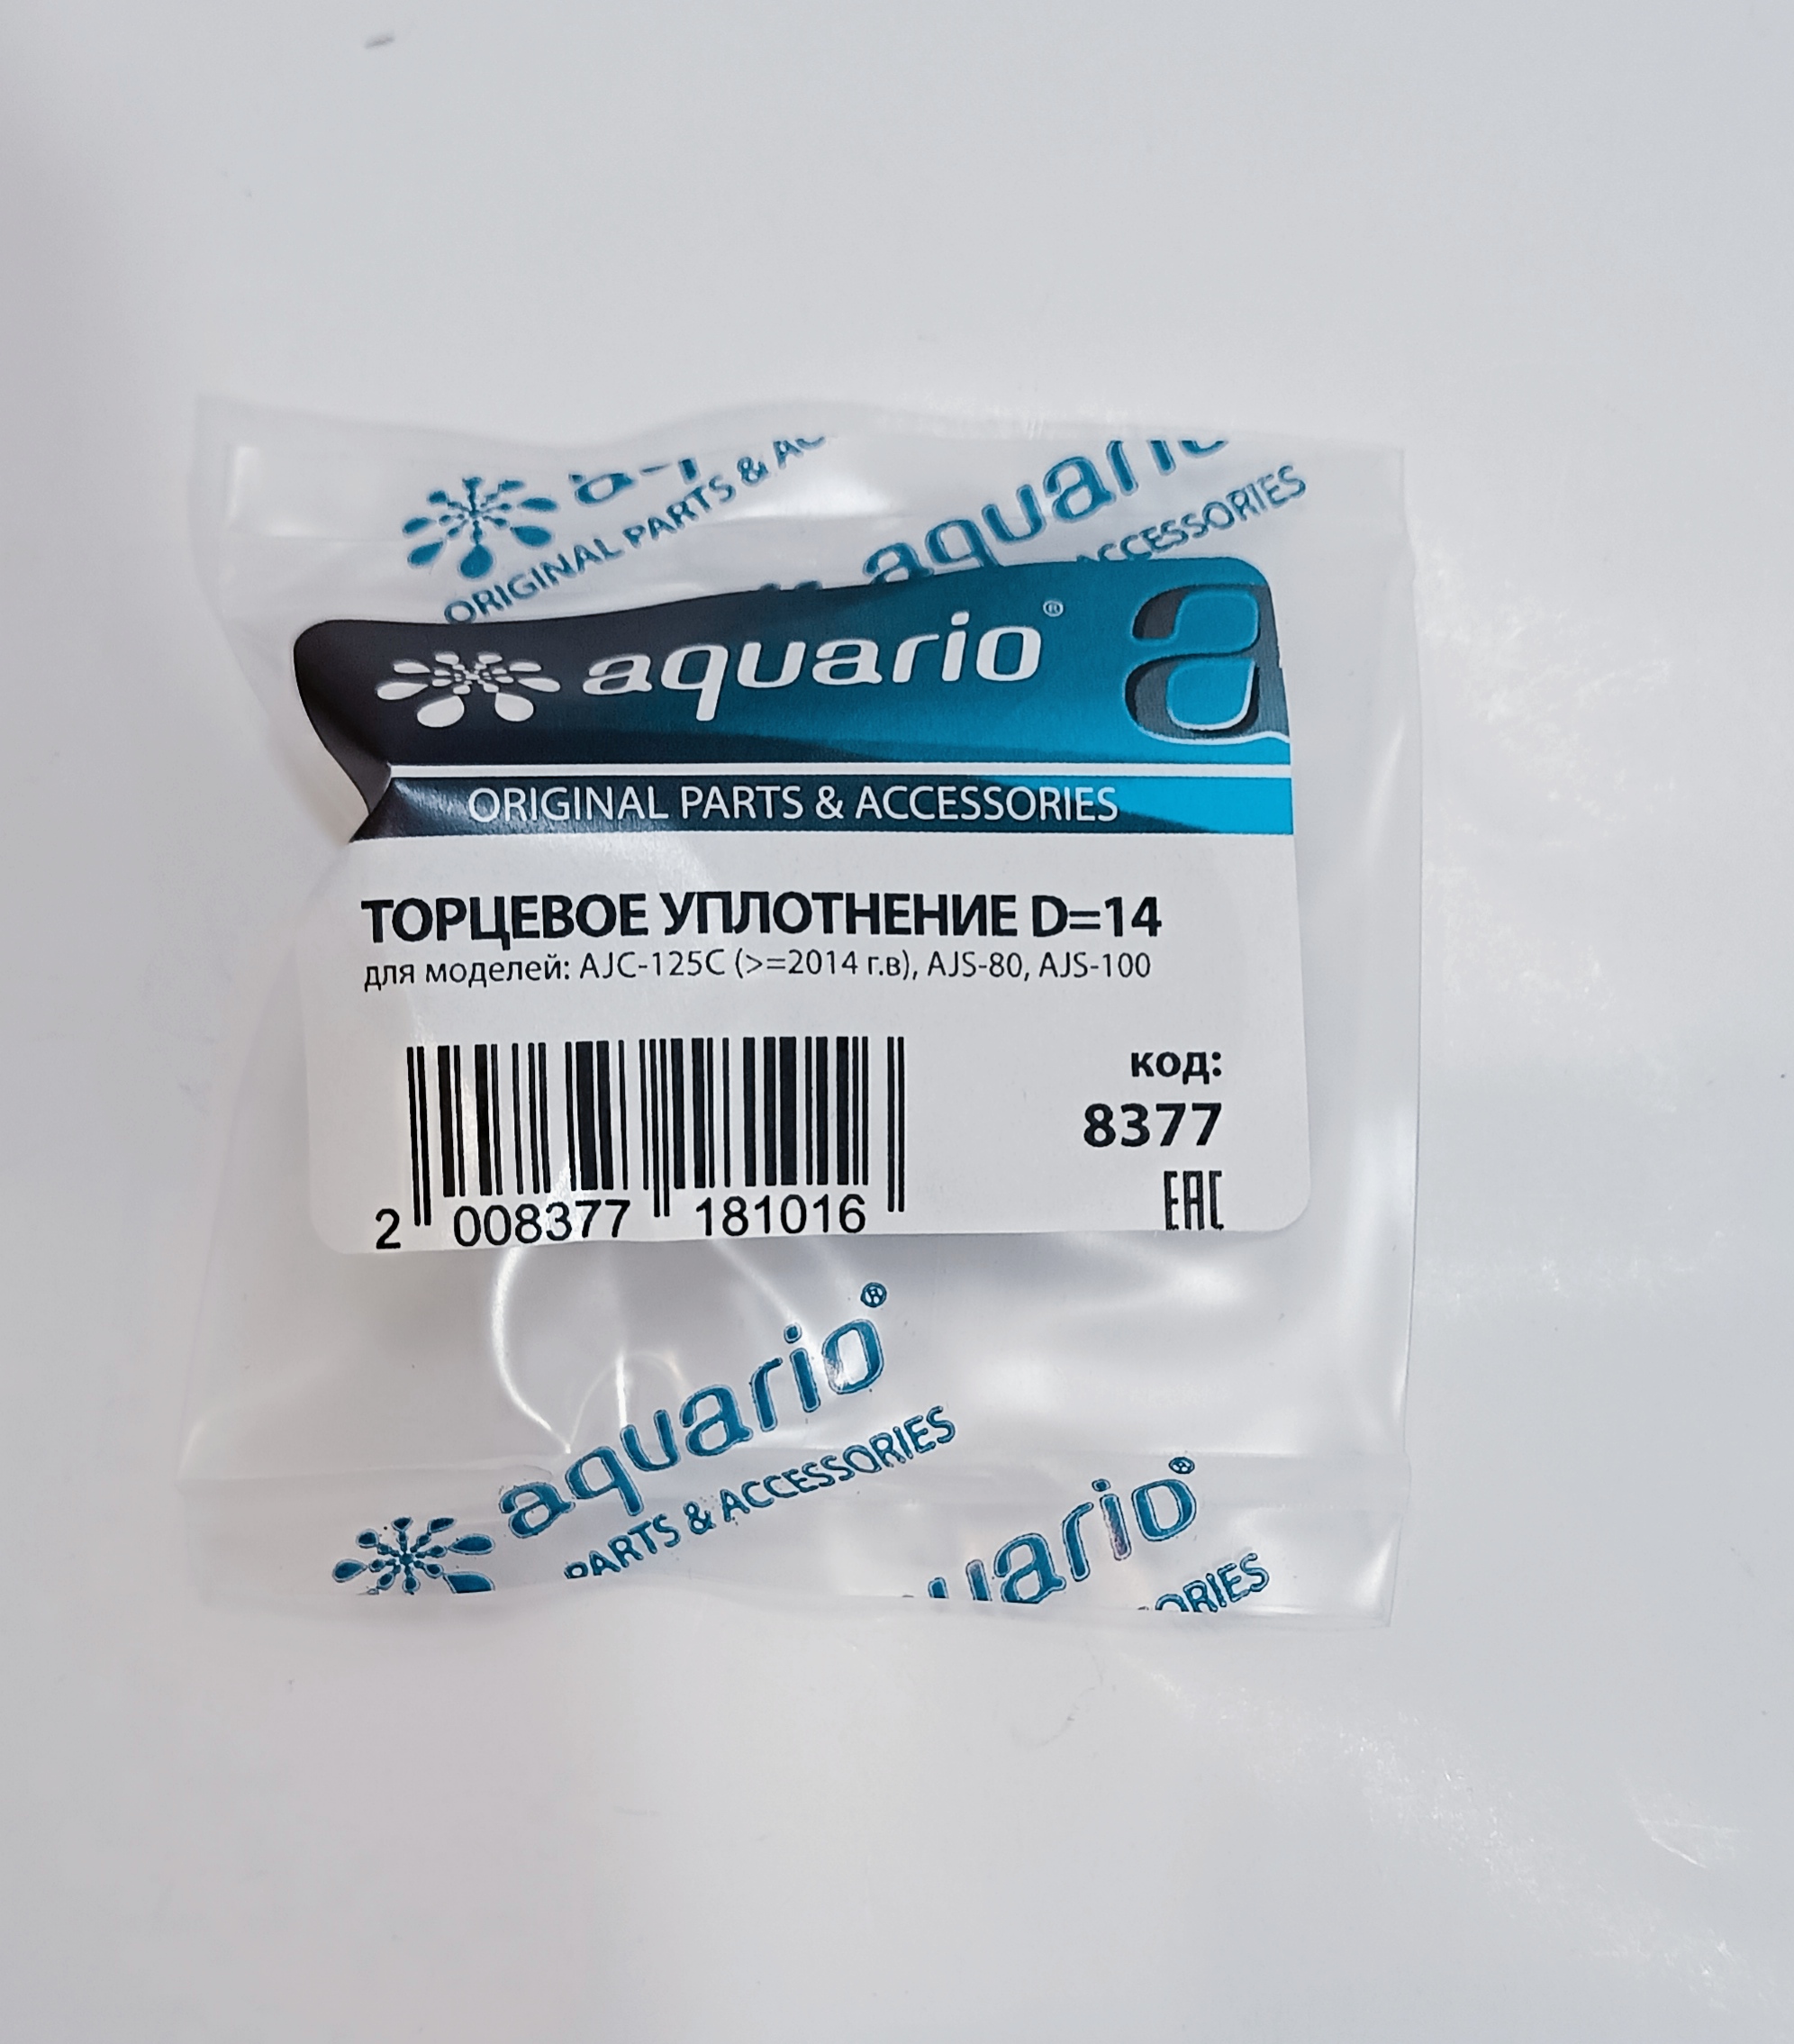 ORIGINAL PARTS &
aquario
ACCESSORIES
aquario®
a
ORIGINAL PARTS & ACCESSORIES
ТОРЦЕВОЕ УПЛОТНЕНИЕ D=14
для моделей: AJC-125C (>=2014 г.в), AJS-80, AJS-100
код:
8377
EAC
2 008377 181016
aquario®
PARTS & ACCESSORIES